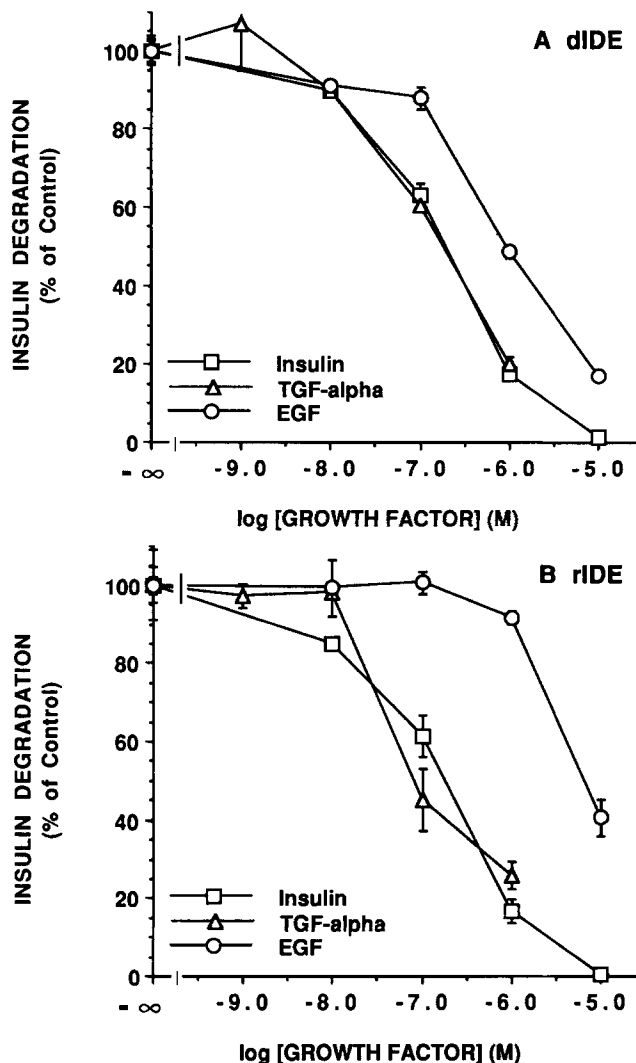 A dIDE
INSULIN DEGRADATION
(% of Control)
100
80
60
40
20
0
Insulin
TGF-alpha
EGF
- ∞ -9.0 -8.0 -7.0 -6.0 -5.0
log [GROWTH FACTOR] (M)
B rIDE
INSULIN DEGRADATION
(% of Control)
100
80
60
40
20
0
Insulin
TGF-alpha
EGF
- ∞ -9.0 -8.0 -7.0 -6.0 -5.0
log [GROWTH FACTOR] (M)